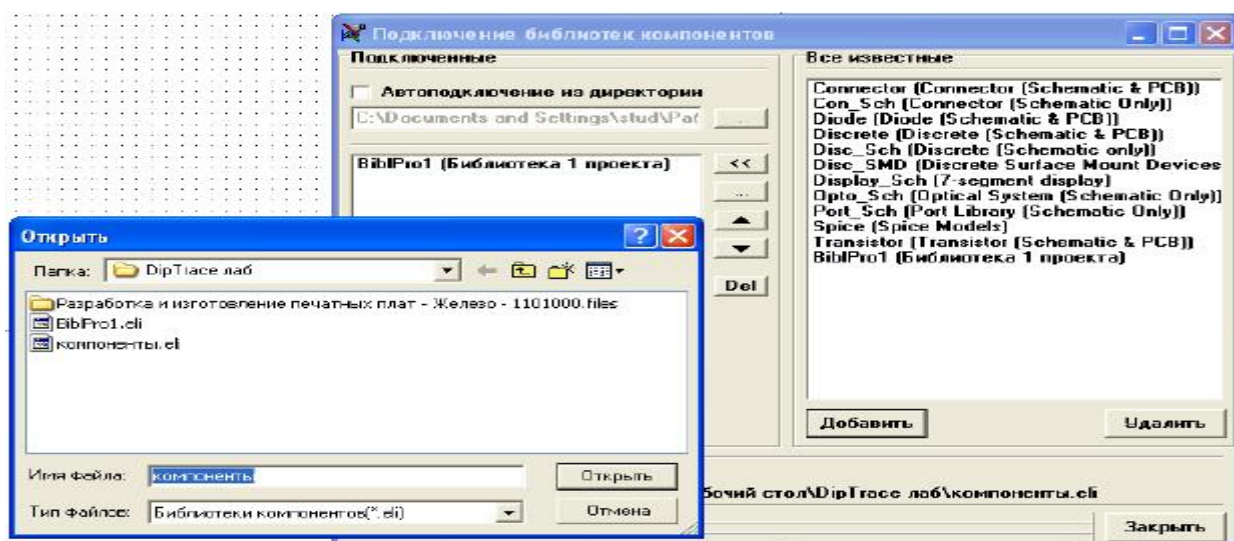 Подключение библиотек компонентов
Подключенные
Автоподключение из директории
C:\Documents and Settings\stud\Pat
...
BiblPro1 (Библиотека 1 проекта)
<<
...
Del
Все известные
Connector (Connector (Schematic & PCB))
Con_Sch (Connector (Schematic Only))
Diode (Diode (Schematic & PCB))
Discrete (Discrete (Schematic & PCB))
Disc_Sch (Discrete (Schematic only))
Disc_SMD (Discrete Surface Mount Devices
Display_Sch (7-segment display)
Opto_Sch (Optical System (Schematic Only))
Port_Sch (Port Library (Schematic Only))
Spice (Spice Models)
Transistor (Transistor (Schematic & PCB))
BiblPro1 (Библиотека 1 проекта)
Добавить
Удалить
бочий стол\DipTrace лаб\компоненты.eli
Закрыть
Открыть
Папка:
DipTrace лаб
Разработка и изготовление печатных плат - Железо - 1101000.files
BiblPro1.eli
компоненты.eli
Имя файла:
компоненты
Открыть
Тип файлов:
Библиотеки компонентов(*.eli)
Отмена